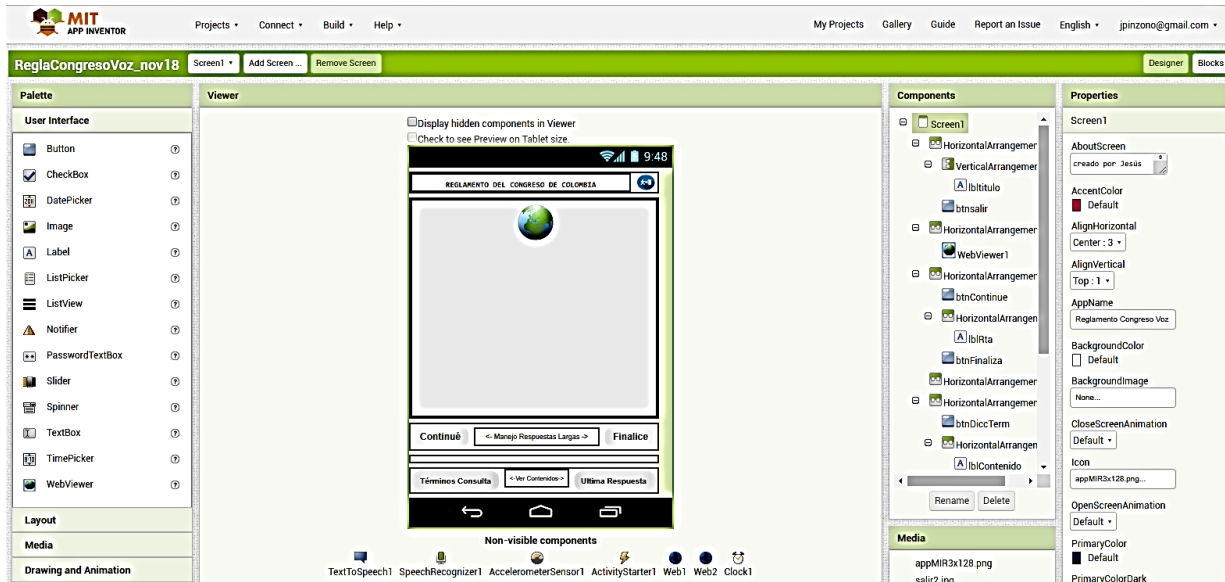 MIT
APP INVENTOR
Projects • Connect • Build • Help •
My Projects Gallery Guide Report an Issue English • jpinzono@gmail.com •
ReglaCongresoVoz_nov18 Screen1 • Add Screen ... Remove Screen
Designer Blocks
Palette
User Interface
Button
CheckBox
DatePicker
Image
Label
ListPicker
ListView
Notifier
PasswordTextBox
Slider
Spinner
TextBox
TimePicker
WebViewer
Layout
Media
Drawing and Animation
Viewer
Display hidden components in Viewer
Check to see Preview on Tablet size.
9:48
REGLAMENTO DEL CONGRESO DE COLOMBIA
Continué <- Manejo Respuestas Largas -> Finalice
Términos Consulta <-Ver Contenidos-> Ultima Respuesta
Non-visible components
TextToSpeech1 SpeechRecognizer1 AccelerometerSensor1 ActivityStarter1 Web1 Web2 Clock1
Components
Screen1
HorizontalArrangemer
VerticalArrangemer
lbltitulo
btnsalir
HorizontalArrangemer
WebViewer1
HorizontalArrangemer
btnContinue
HorizontalArrangen
lblRta
btnFinaliza
HorizontalArrangemer
HorizontalArrangemer
btnDiccTerm
HorizontalArrangen
lblContenido
Rename Delete
Media
appMIR3x128.png
salir2.jpg
Properties
Screen1
AboutScreen
creado por Jesús
AccentColor
Default
AlignHorizontal
Center : 3 •
AlignVertical
Top : 1 •
AppName
Reglamento Congreso Voz
BackgroundColor
Default
BackgroundImage
None...
CloseScreenAnimation
Default •
Icon
appMIR3x128.png...
OpenScreenAnimation
Default •
PrimaryColor
Default
PrimaryColorDark